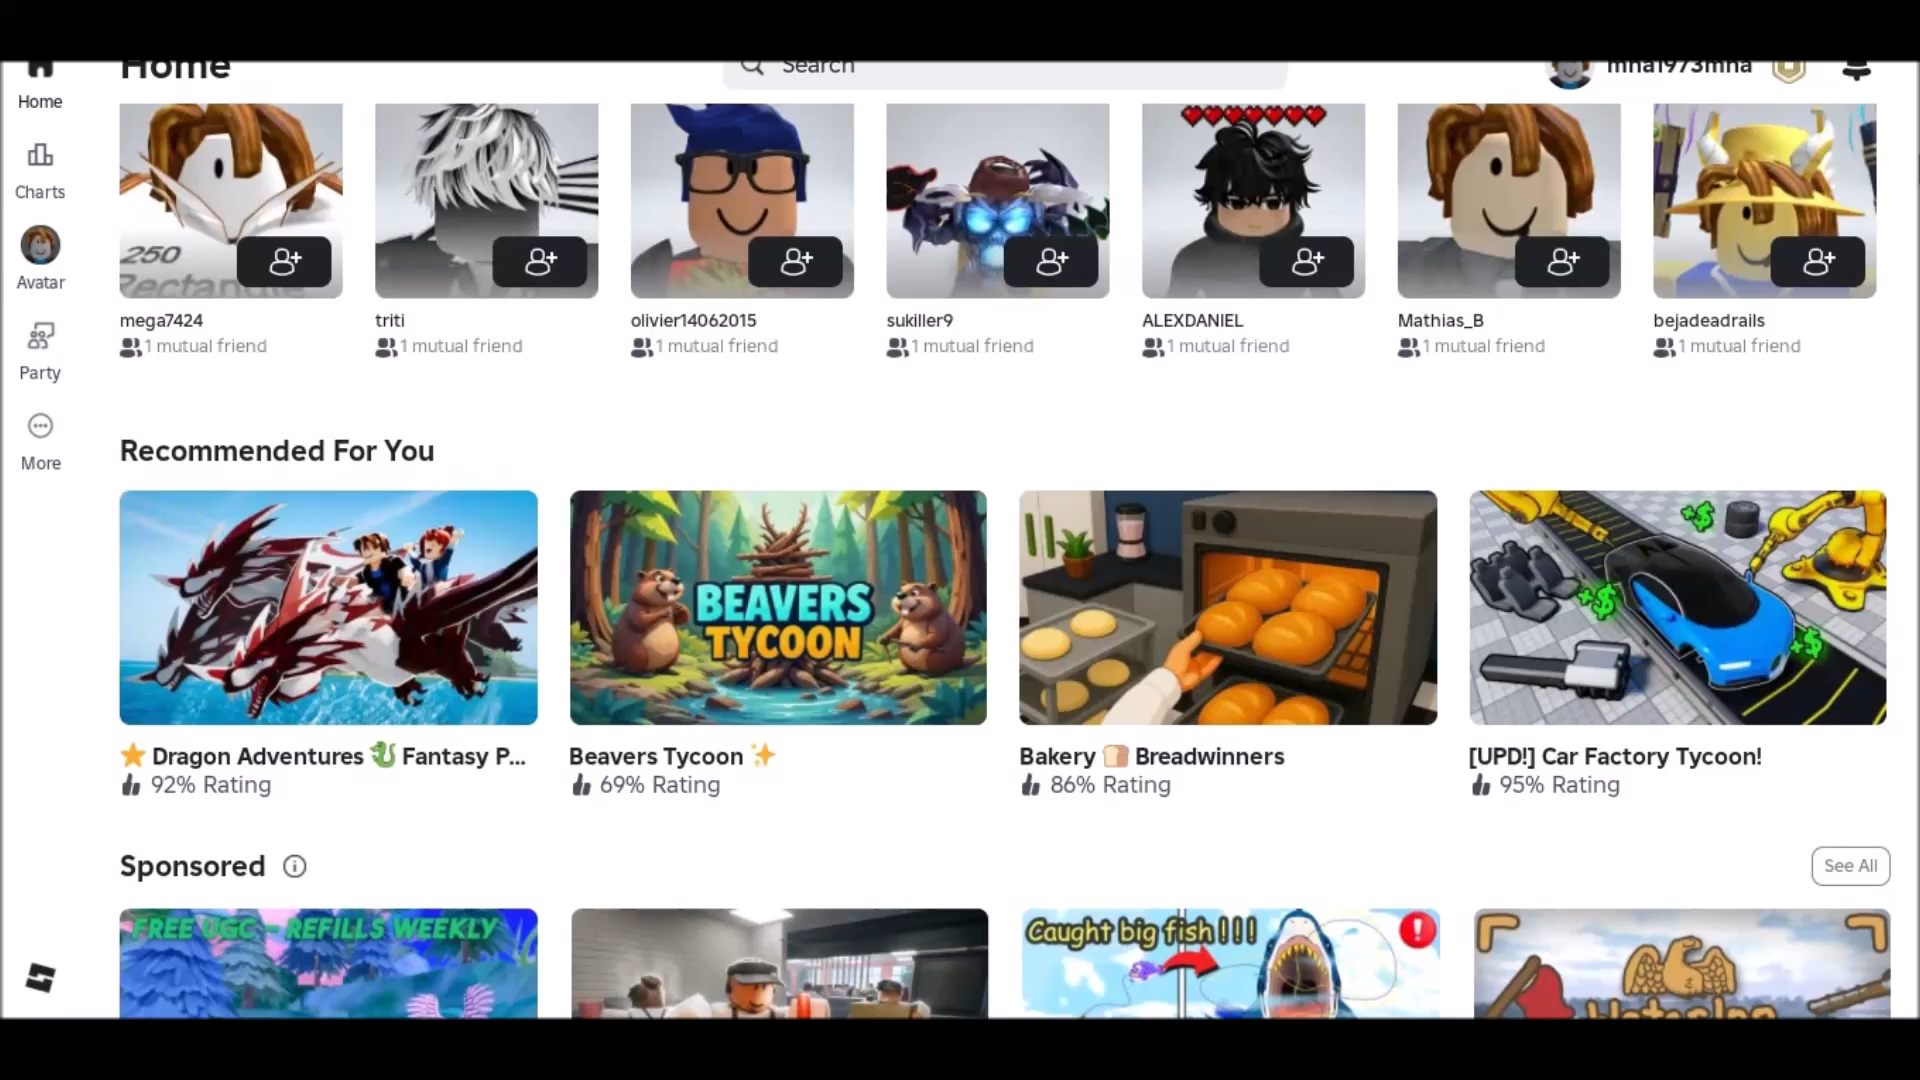 Home
Search
mha1973mha
Home
Charts
Avatar
Party
More
250
Rectangle
mega7424
1 mutual friend
triti
1 mutual friend
olivier14062015
1 mutual friend
sukiller9
1 mutual friend
ALEXDANIEL
1 mutual friend
Mathias_B
1 mutual friend
bejadeadrails
1 mutual friend
Recommended For You
BEAVERS
TYCOON
+$
+$
+$
⭐ Dragon Adventures 🐉 Fantasy P...
92% Rating
Beavers Tycoon ✨
69% Rating
Bakery 🍞 Breadwinners
86% Rating
[UPD!] Car Factory Tycoon!
95% Rating
Sponsored
See All
FREE UGC - REFILLS WEEKLY
Caught big fish!!!